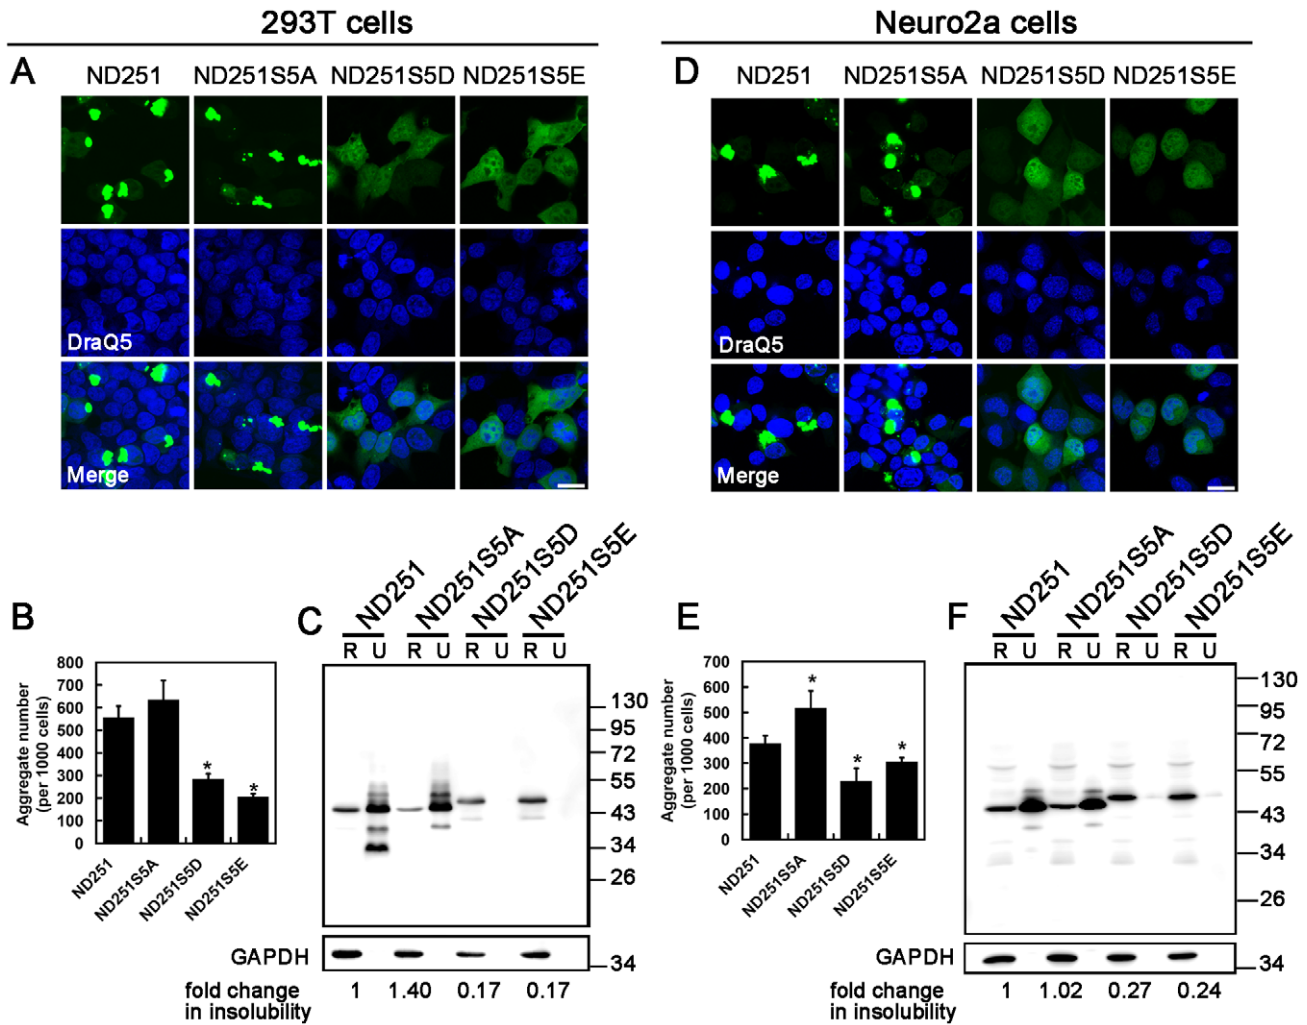 293T cells
Neuro2a cells
A
ND251 ND251S5A ND251S5D ND251S5E
DraQ5
Merge
D
ND251 ND251S5A ND251S5D ND251S5E
DraQ5
Merge
B
Aggregate number
(per 1000 cells)
800
700
600
500
400
300
200
100
0
*
*
ND251
ND251S5A
ND251S5D
ND251S5E
C
ND251
ND251S5A
ND251S5D
ND251S5E
R U R U R U R U
130
95
72
55
43
34
26
GAPDH
34
fold change
in insolubility
1 1.40 0.17 0.17
E
Aggregate number
(per 1000 cells)
700
600
500
400
300
200
100
0
*
*
*
ND251
ND251S5A
ND251S5D
ND251S5E
F
ND251
ND251S5A
ND251S5D
ND251S5E
R U R U R U R U
130
95
72
55
43
34
26
GAPDH
34
fold change
in insolubility
1 1.02 0.27 0.24